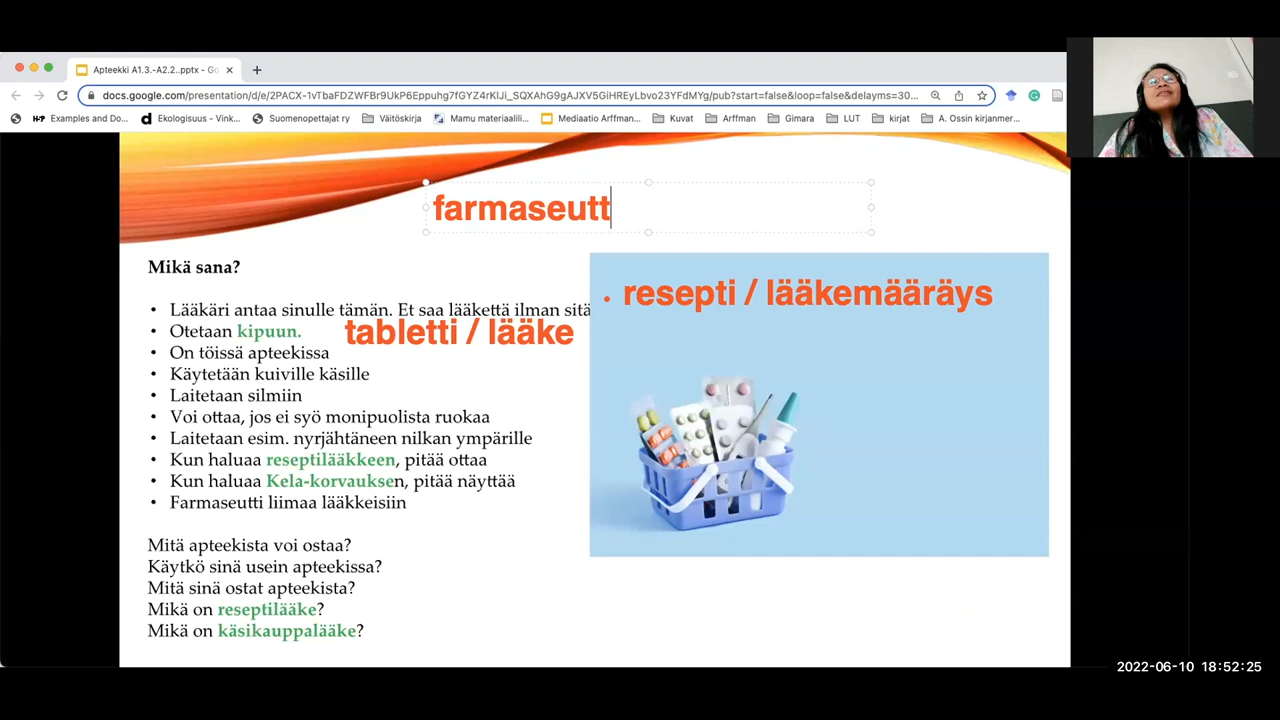 Apteekki A1.3.-A2.2..pptx - Go
docs.google.com/presentation/d/e/2PACX-1vTbaFDZWFBr9UkP6Eppuhg7fGYZ4rKIJi_SQXAhG9gAJXV5GiHREyLbvo23YFdMYg/pub?start=false&loop=false&delayms=30...
Examples and Do... Ekologisuus - Vink... Suomenopettajat ry Väitöskirja Mamu materiaalili... Mediaatio Arffman... Kuvat Arffman Gimara LUT kirjat A. Ossin kirjanmer...
farmaseutt
Mikä sana?
• Lääkäri antaa sinulle tämän. Et saa lääkettä ilman sitä
• resepti / lääkemääräys
• Otetaan kipuun.
tabletti / lääke
• On töissä apteekissa
• Käytetään kuiville käsille
• Laitetaan silmiin
• Voi ottaa, jos ei syö monipuolista ruokaa
• Laitetaan esim. nyrjähtäneen nilkan ympärille
• Kun haluaa reseptilääkkeen, pitää ottaa
• Kun haluaa Kela-korvauksen, pitää näyttää
• Farmaseutti liimaa lääkkeisiin
Mitä apteekista voi ostaa?
Käytkö sinä usein apteekissa?
Mitä sinä ostat apteekista?
Mikä on reseptilääke?
Mikä on käsikauppalääke?
2022-06-10 18:52:25